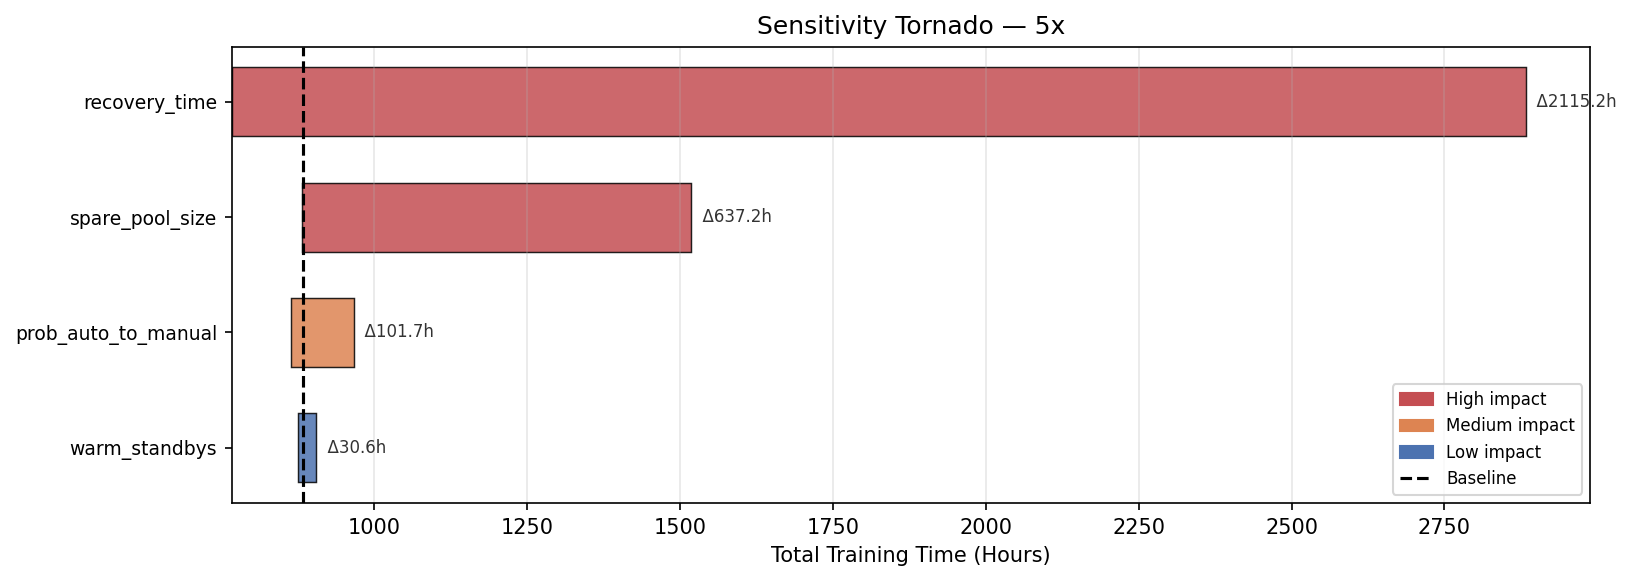 Sensitivity Tornado — 5x
recovery_time
Δ2115.2h
spare_pool_size
Δ637.2h
prob_auto_to_manual
Δ101.7h
warm_standbys
Δ30.6h
High impact
Medium impact
Low impact
Baseline
1000 1250 1500 1750 2000 2250 2500 2750
Total Training Time (Hours)